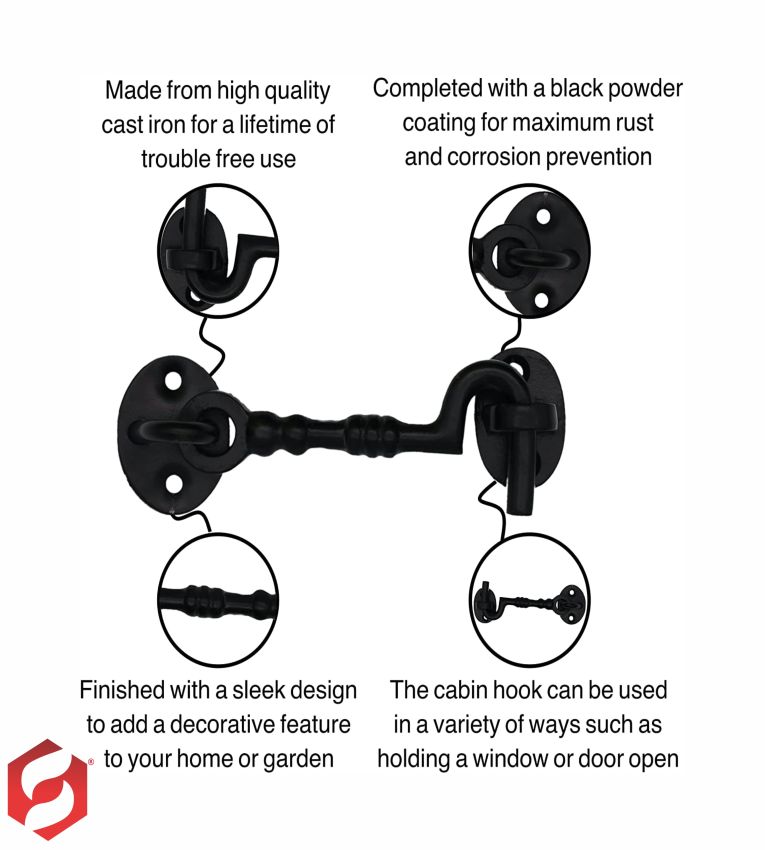 Made from high quality
cast iron for a lifetime of
trouble free use
Completed with a black powder
coating for maximum rust
and corrosion prevention
Finished with a sleek design
to add a decorative feature
to your home or garden
The cabin hook can be used
in a variety of ways such as
holding a window or door open
®